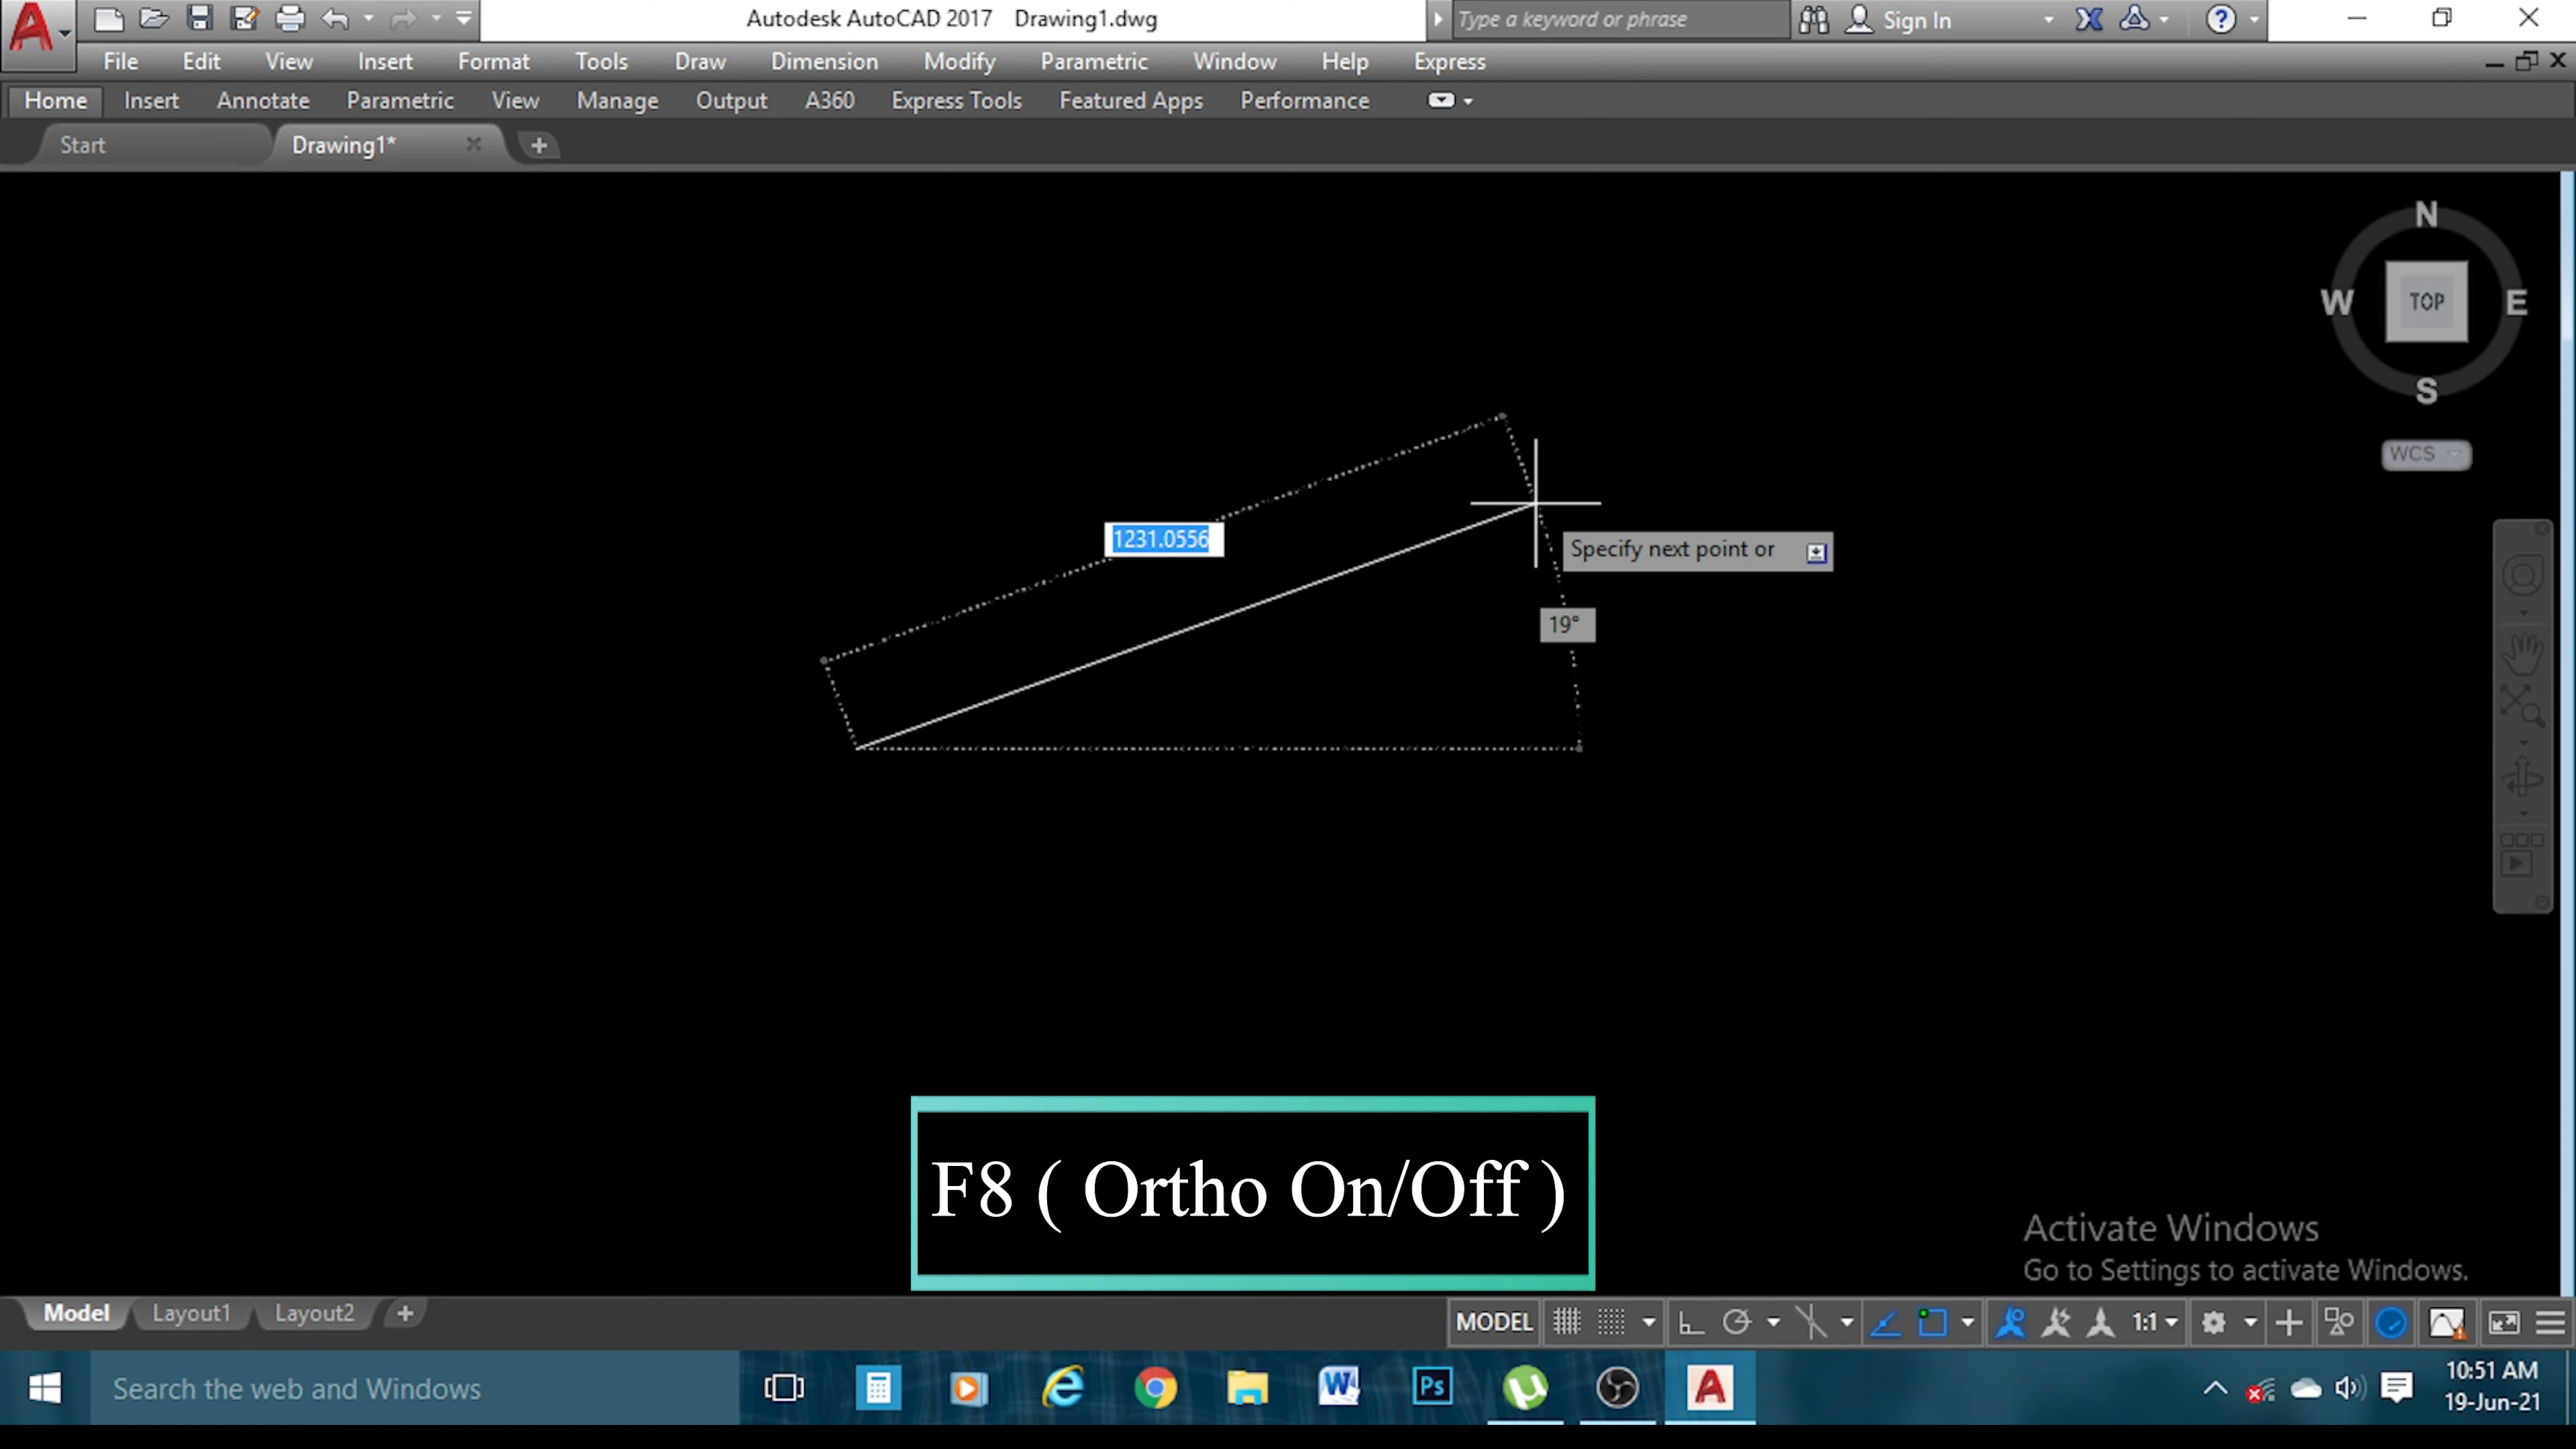 Autodesk AutoCAD 2017 Drawing1.dwg
Type a keyword or phrase
Sign In
File Edit View Insert Format Tools Draw Dimension Modify Parametric Window Help Express
Home Insert Annotate Parametric View Manage Output A360 Express Tools Featured Apps Performance
Start Drawing1*
N
W TOP E
S
WCS
1231.0556
Specify next point or
19°
F8 ( Ortho On/Off )
Activate Windows
Go to Settings to activate Windows.
Model Layout1 Layout2
MODEL 1:1
Search the web and Windows
Ps
10:51 AM
19-Jun-21